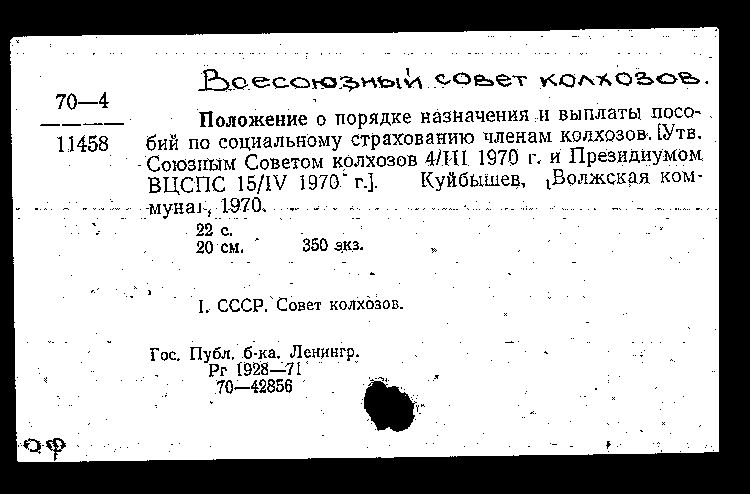 Всесоюзный совет колхозов.
70—4
11458
Положение о порядке назначения и выплаты посо-
бий по социальному страхованию членам колхозов. [Утв.
Союзным Советом колхозов 4/III 1970 г. и Президиумом
ВЦСПС 15/IV 1970 г.]. Куйбышев, „Волжская ком-
муна", 1970.
22 с.
20 см. 350 экз.
I. СССР. Совет колхозов.
Гос. Публ. б-ка. Ленингр.
Рг 1928—71
70—42856
оф